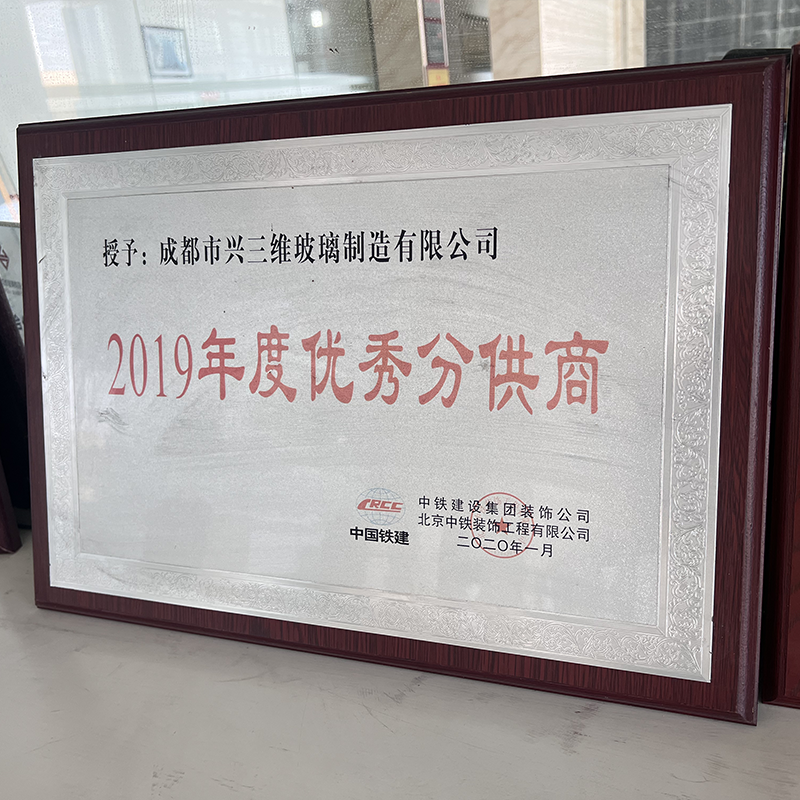 授予：成都市兴三维玻璃制造有限公司
2019年度优秀分供商
CRCC
中国铁建
中铁建设集团装饰公司
北京中铁装饰工程有限公司
二〇二〇年一月